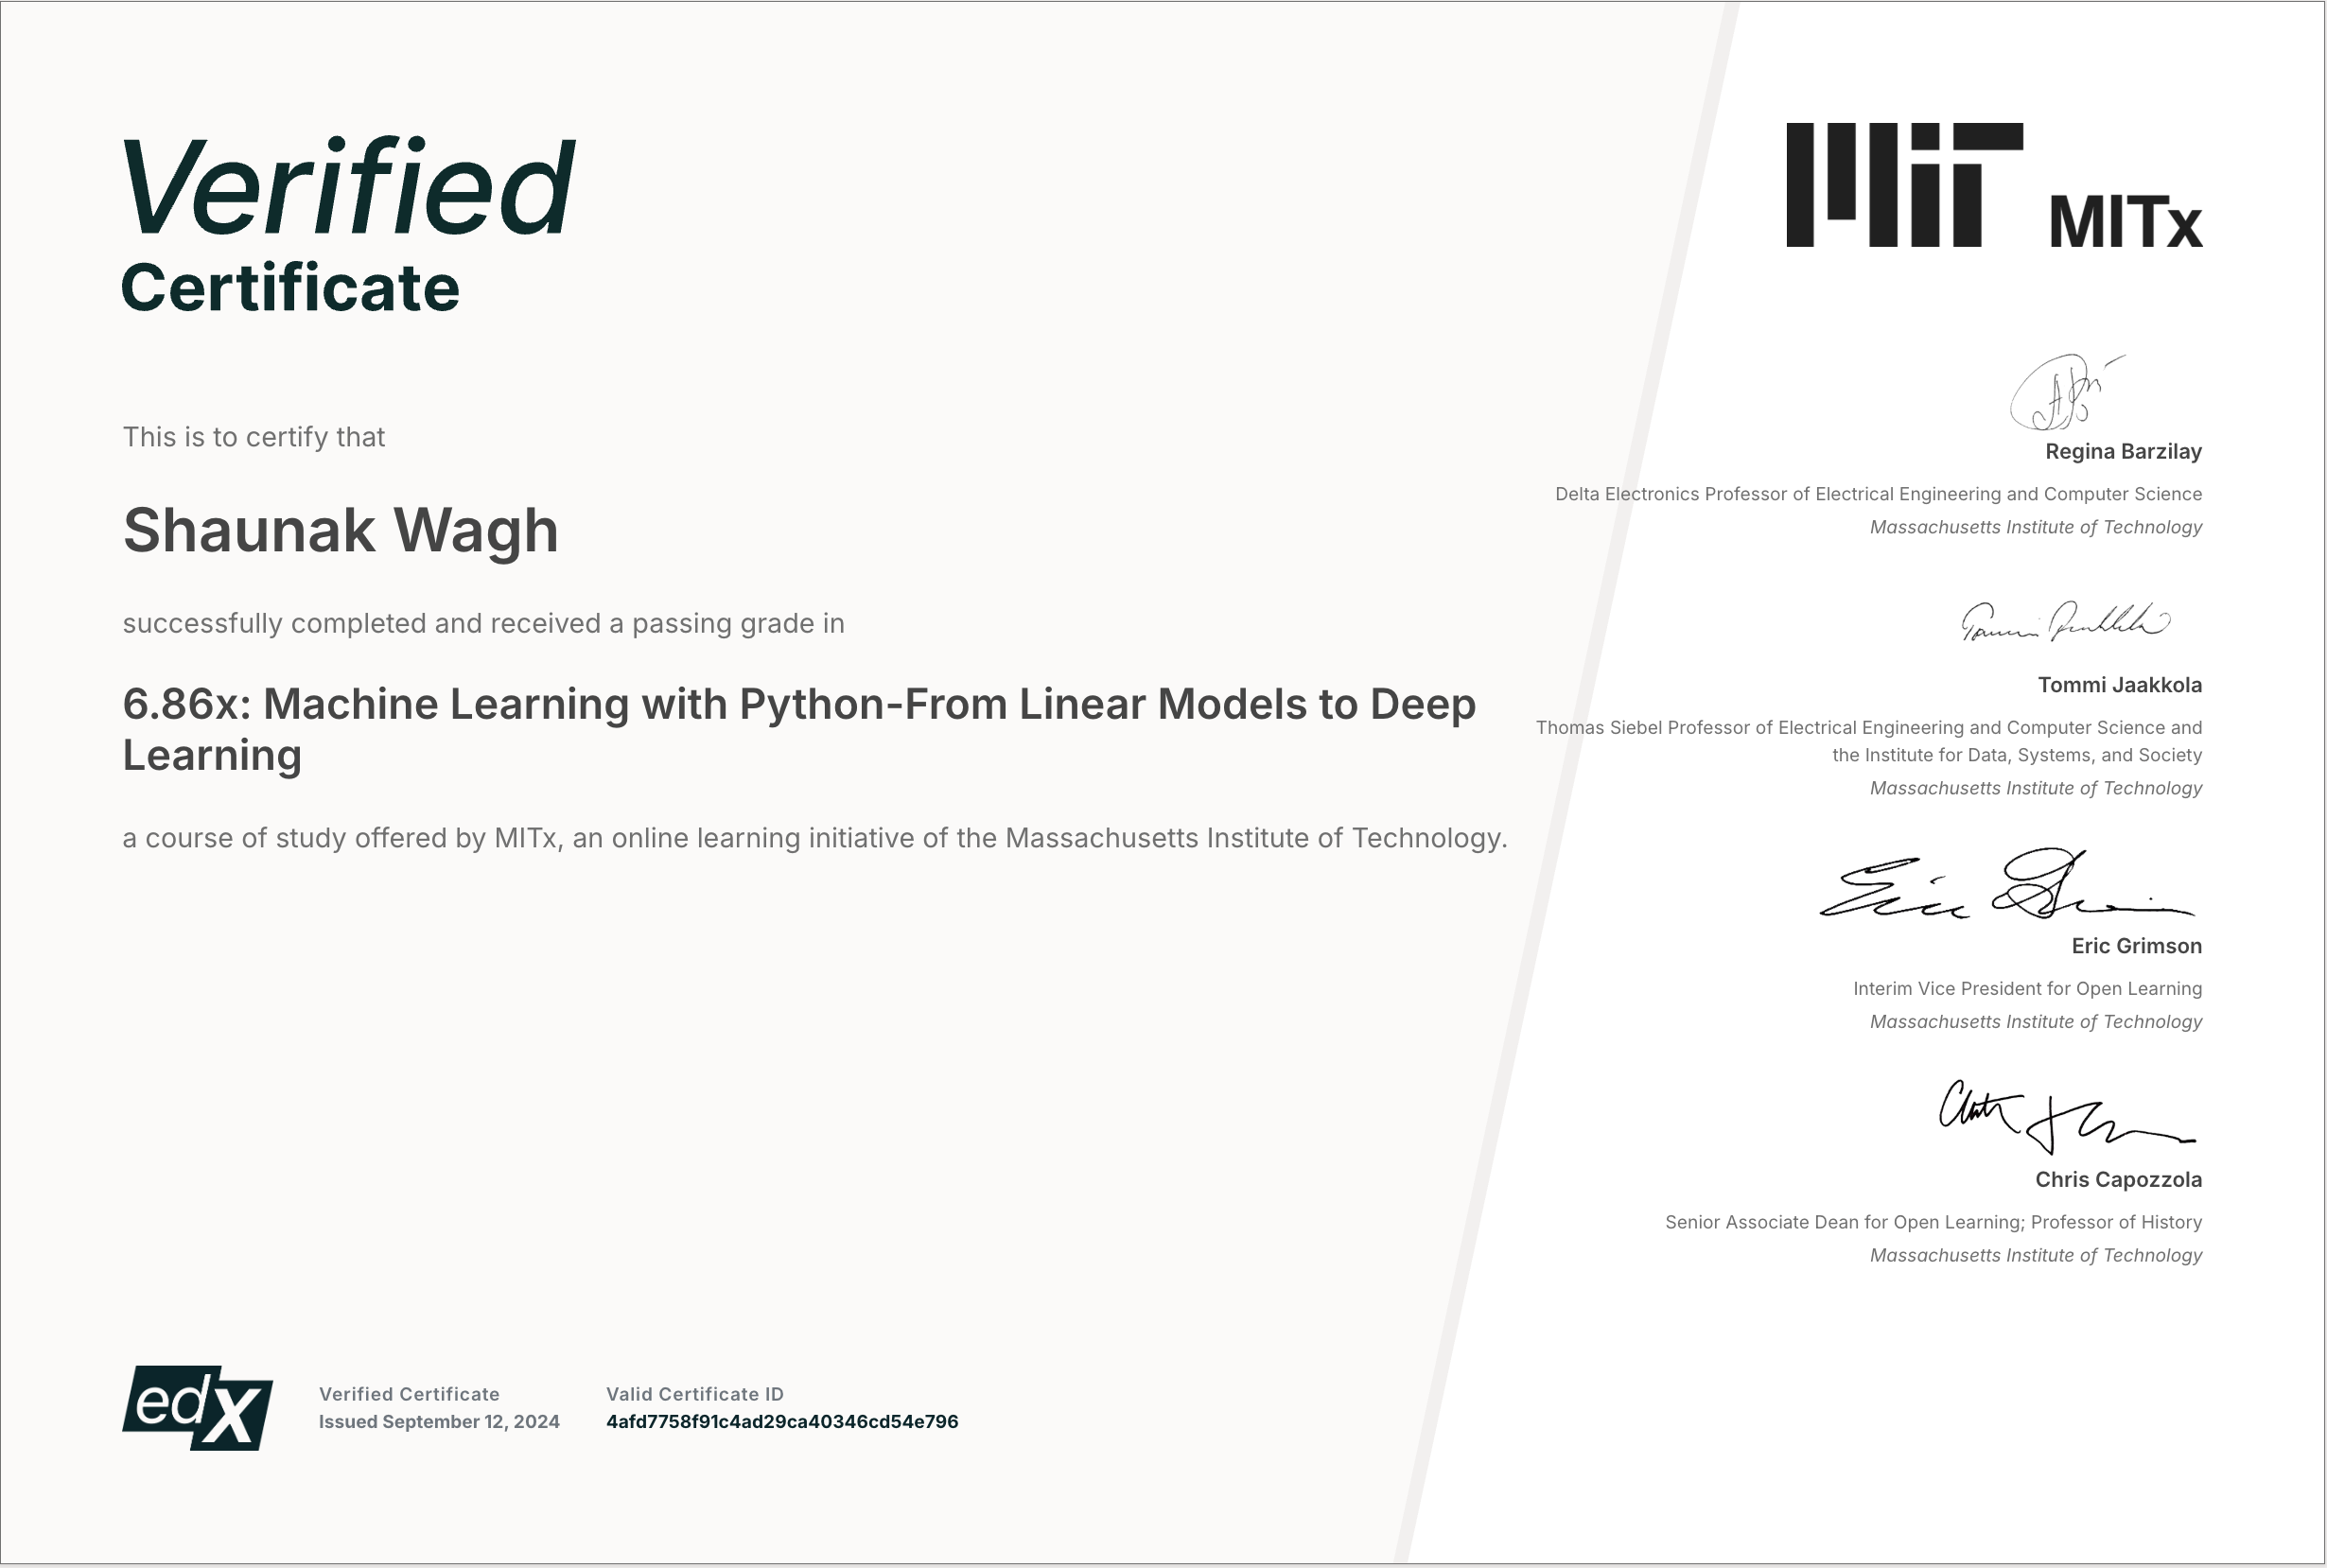 Verified
Certificate
This is to certify that
Shaunak Wagh
successfully completed and received a passing grade in
6.86x: Machine Learning with Python-From Linear Models to Deep
Learning
a course of study offered by MITx, an online learning initiative of the Massachusetts Institute of Technology.
MIT MITx
Regina Barzilay
Delta Electronics Professor of Electrical Engineering and Computer Science
Massachusetts Institute of Technology
Tommi Jaakkola
Tommi Jaakkola
Thomas Siebel Professor of Electrical Engineering and Computer Science and
the Institute for Data, Systems, and Society
Massachusetts Institute of Technology
Eric Grimson
Interim Vice President for Open Learning
Massachusetts Institute of Technology
Chris Capozzola
Senior Associate Dean for Open Learning; Professor of History
Massachusetts Institute of Technology
edX
Verified Certificate
Issued September 12, 2024
Valid Certificate ID
4afd7758f91c4ad29ca40346cd54e796